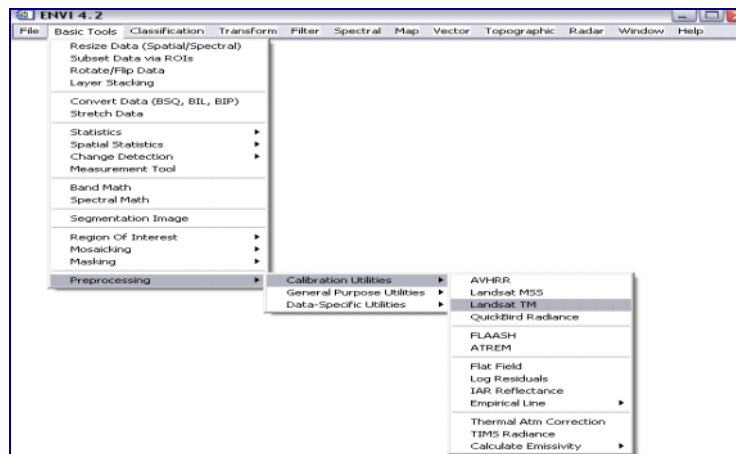 ENVI 4.2
File Basic Tools Classification Transform Filter Spectral Map Vector Topographic Radar Window Help
Resize Data (Spatial/Spectral)
Subset Data via ROIs
Rotate/Flip Data
Layer Stacking
Convert Data (BSQ, BIL, BIP)
Stretch Data
Statistics
Spatial Statistics
Change Detection
Measurement Tool
Band Math
Spectral Math
Segmentation Image
Region Of Interest
Mosaicking
Masking
Preprocessing
Calibration Utilities
General Purpose Utilities
Data-Specific Utilities
AVHRR
Landsat MSS
Landsat TM
QuickBird Radiance
FLAASH
ATREM
Flat Field
Log Residuals
IAR Reflectance
Empirical Line
Thermal Atm Correction
TIMS Radiance
Calculate Emissivity